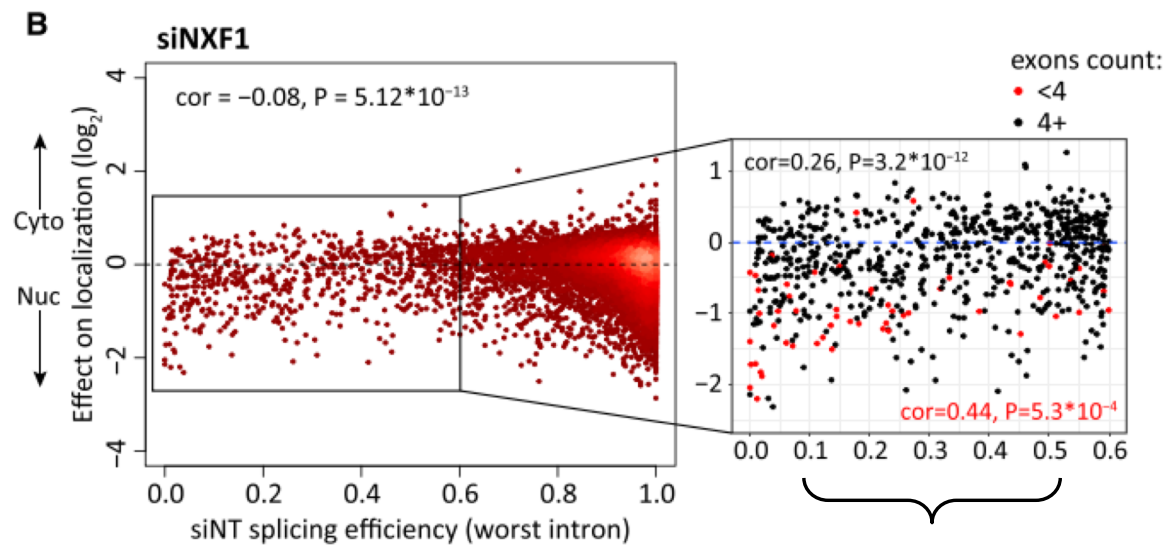 B
siNXF1
cor = −0.08, P = 5.12*10⁻¹³
Effect on localization (log₂)
Cyto
Nuc
4
2
0
−2
−4
0.0 0.2 0.4 0.6 0.8 1.0
siNT splicing efficiency (worst intron)
exons count:
<4
4+
cor=0.26, P=3.2*10⁻¹²
1
0
−1
−2
cor=0.44, P=5.3*10⁻⁴
0.0 0.1 0.2 0.3 0.4 0.5 0.6